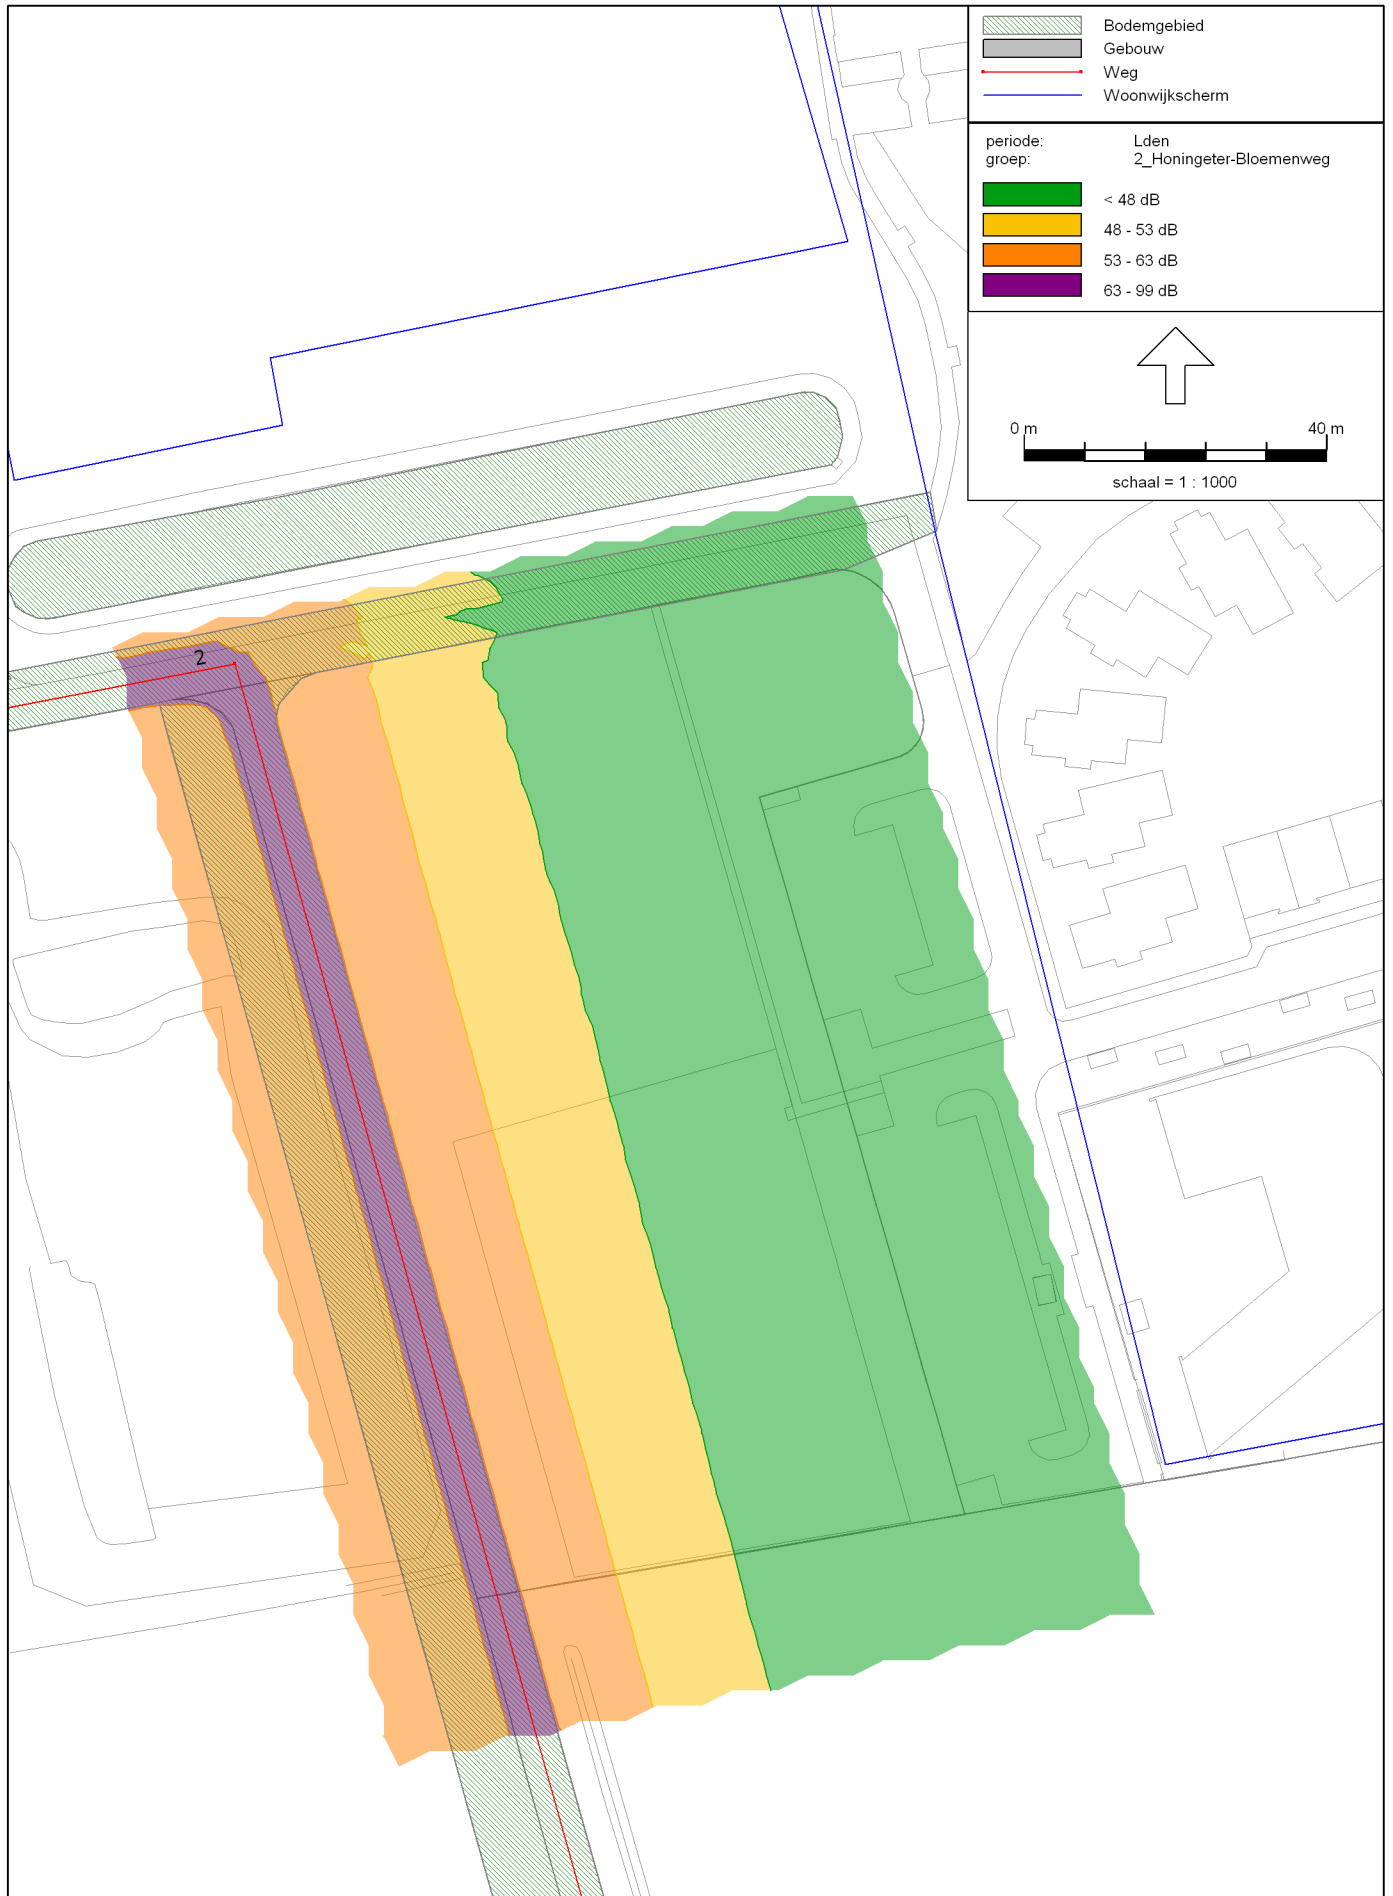 Bodemgebied
Gebouw
Weg
Woonwijkscherm
periode: Lden
groep: 2_Honingeter-Bloemenweg
< 48 dB
48 - 53 dB
53 - 63 dB
63 - 99 dB
0 m 40 m
schaal = 1 : 1000
2